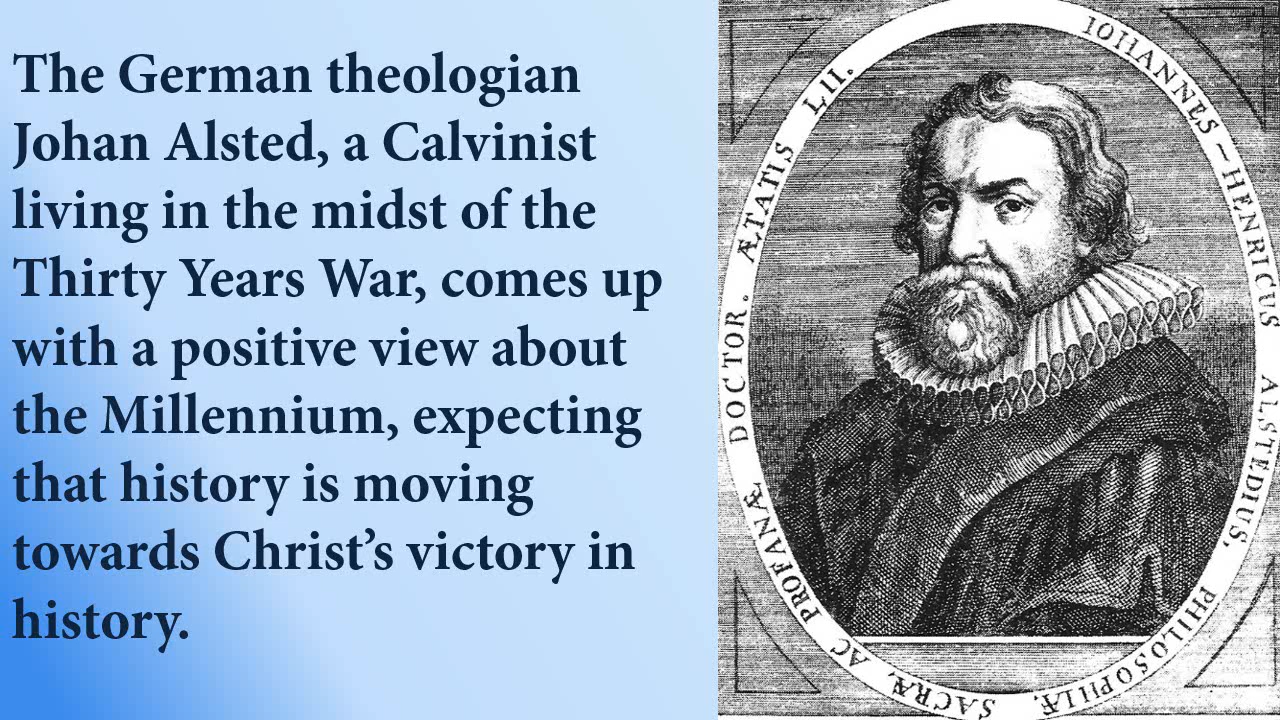 The German theologian
Johan Alsted, a Calvinist
living in the midst of the
Thirty Years War, comes up
with a positive view about
the Millennium, expecting
that history is moving
towards Christ’s victory in
history.
IOHANNES – HENRICUS ALSTEDIUS, PHILOSOPHIÆ SACRÆ AC PROFANÆ DOCTOR. ÆTATIS LII.